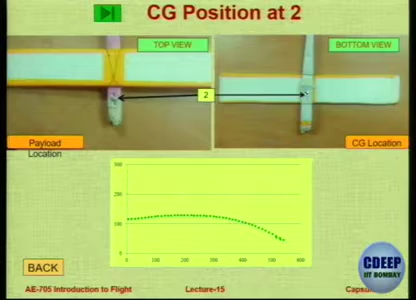 CG Position at 2
TOP VIEW
BOTTOM VIEW
2
Payload
Location
CG Location
300
200
100
0
0 100 200 300 400 500 600
BACK
CDEEP
IIT BOMBAY
AE-705 Introduction to Flight
Lecture-15
Capsu